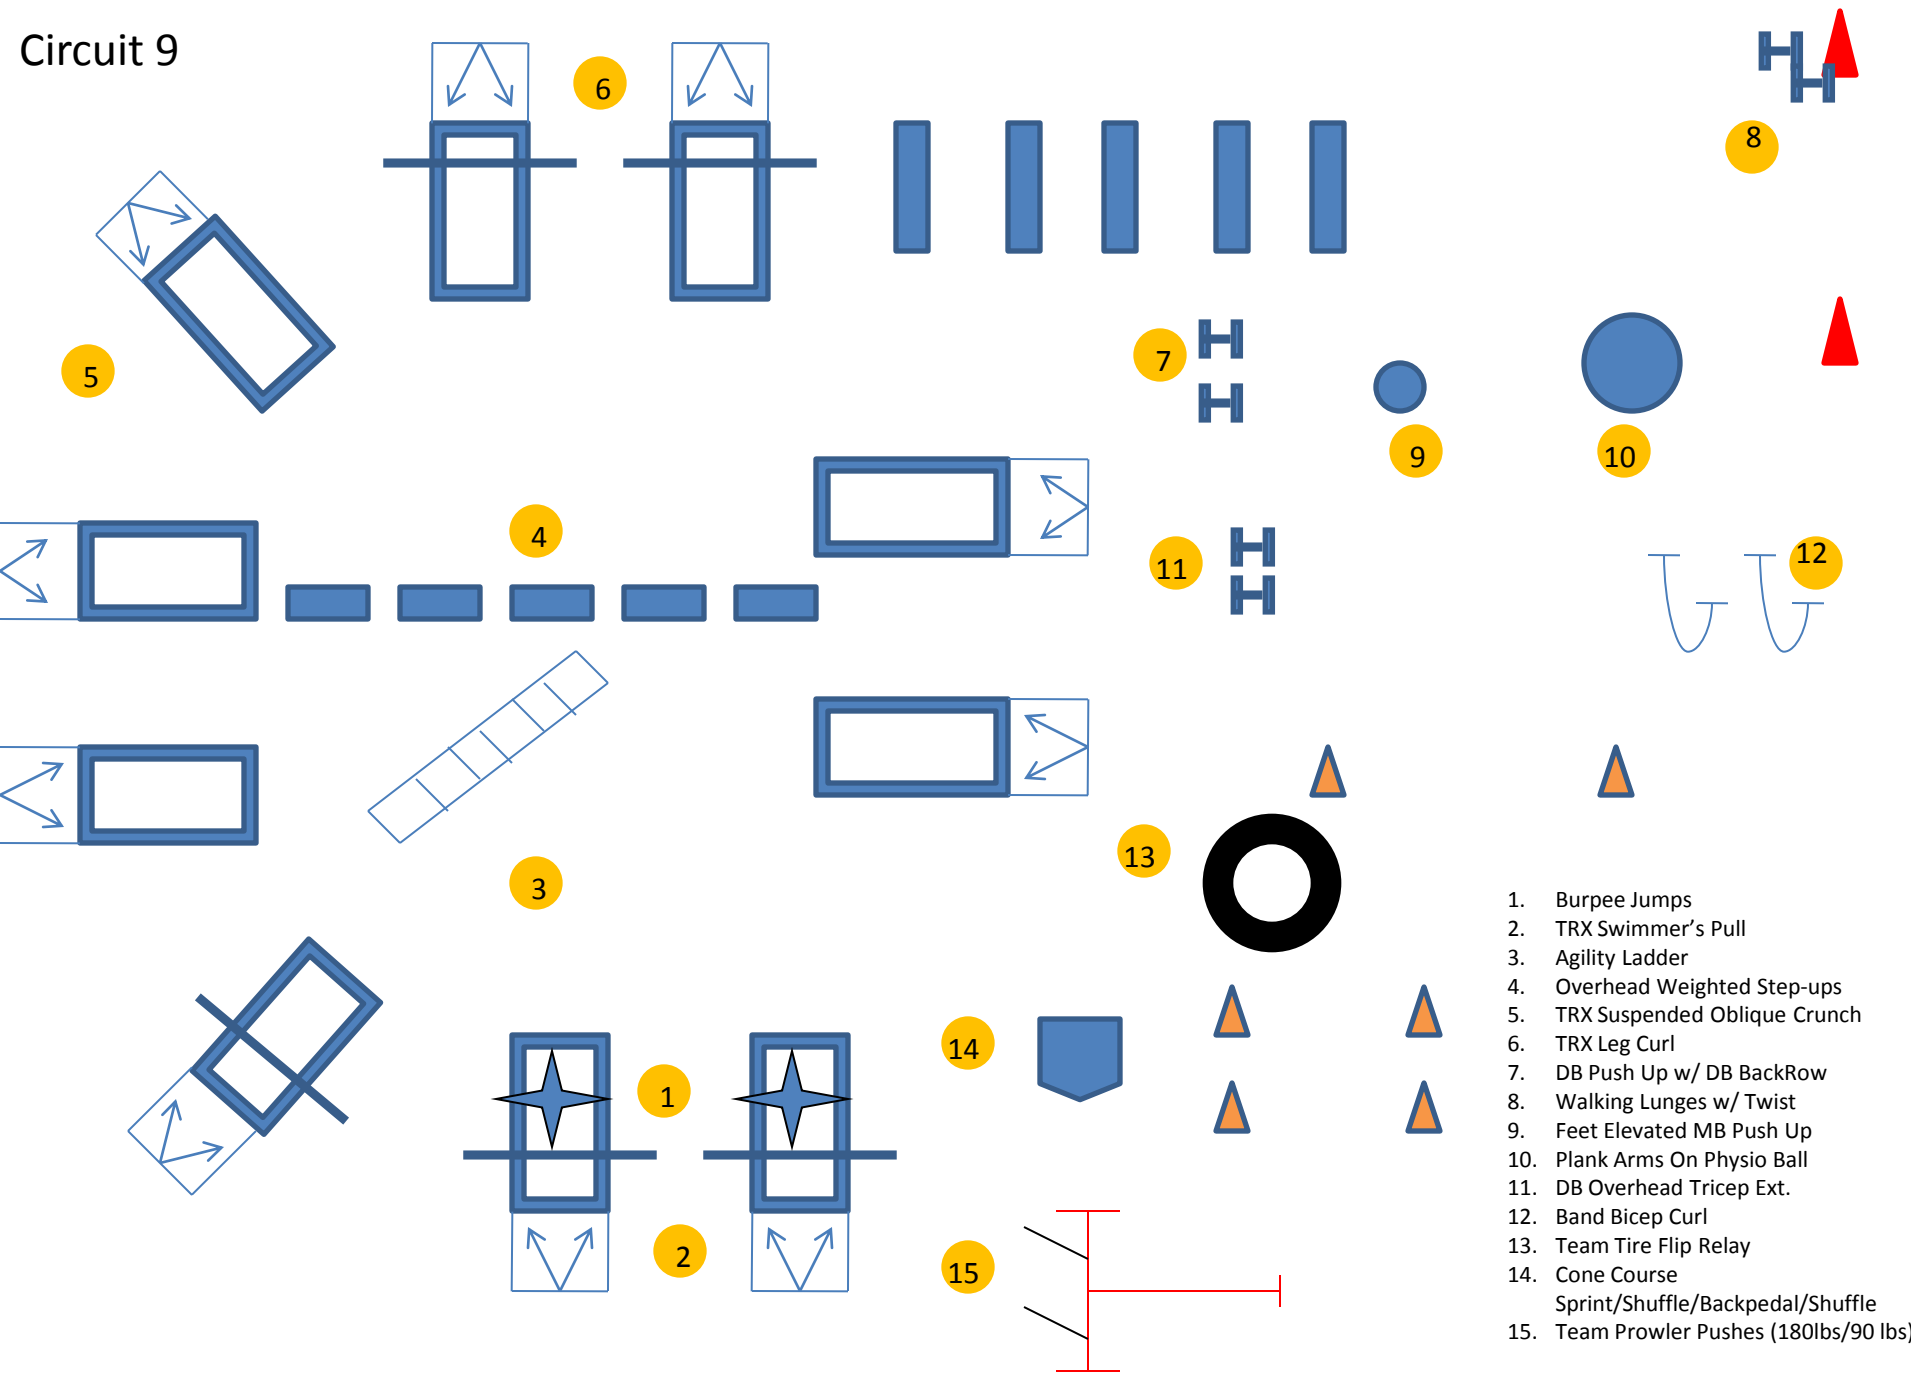 Circuit 9
6
8
5
7
9
10
4
11
12
13
3
14
1
2
15
1. Burpee Jumps
2. TRX Swimmer’s Pull
3. Agility Ladder
4. Overhead Weighted Step-ups
5. TRX Suspended Oblique Crunch
6. TRX Leg Curl
7. DB Push Up w/ DB BackRow
8. Walking Lunges w/ Twist
9. Feet Elevated MB Push Up
10. Plank Arms On Physio Ball
11. DB Overhead Tricep Ext.
12. Band Bicep Curl
13. Team Tire Flip Relay
14. Cone Course
Sprint/Shuffle/Backpedal/Shuffle
15. Team Prowler Pushes (180lbs/90 lbs)